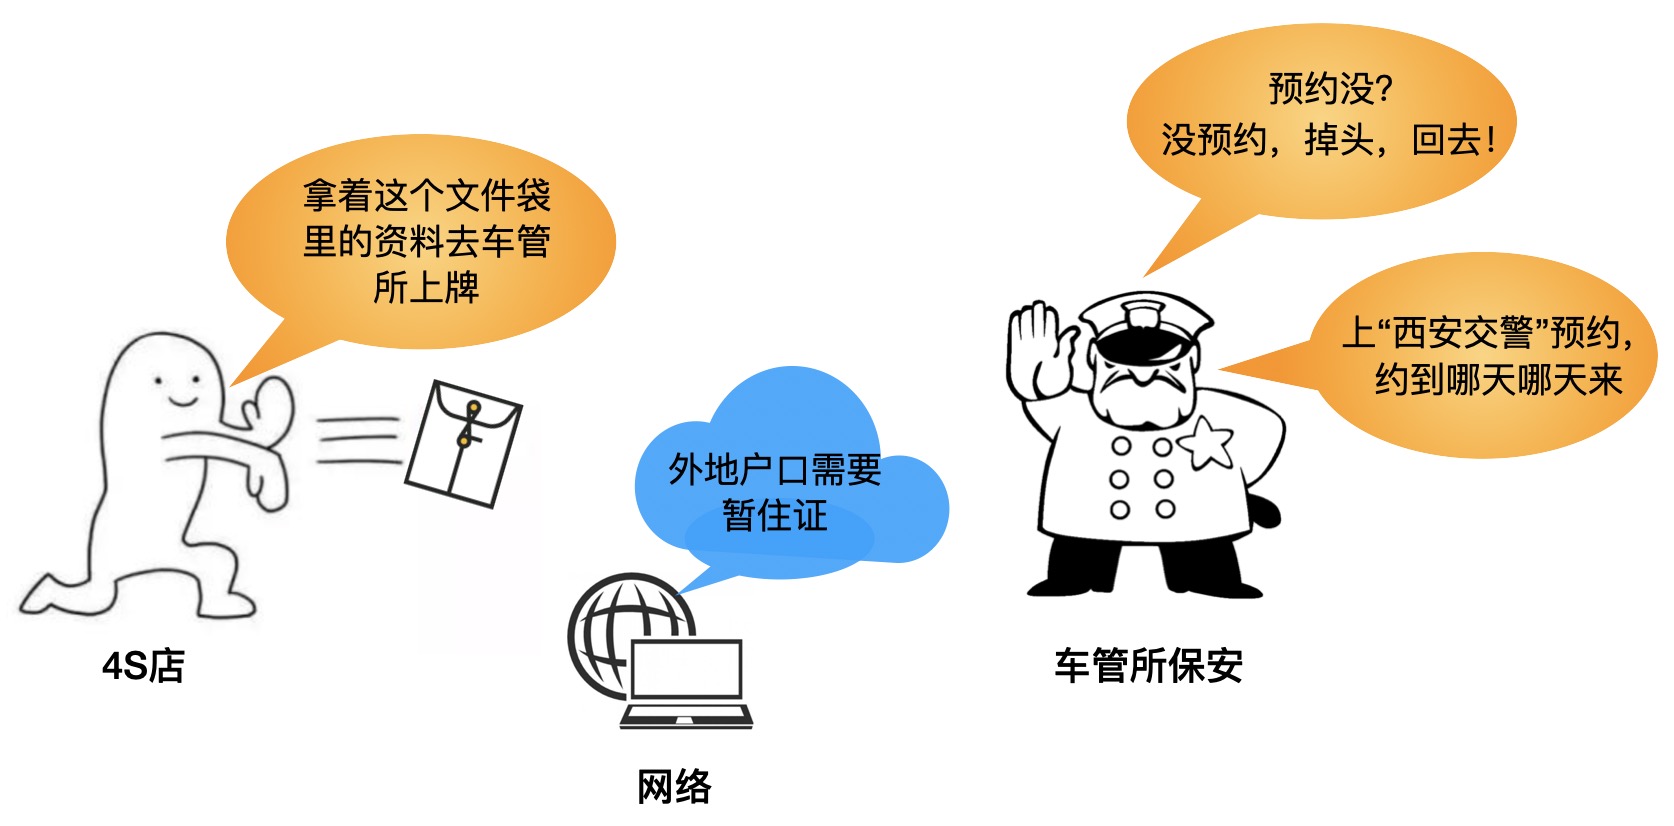 拿着这个文件袋
里的资料去车管
所上牌
4S店
外地户口需要
暂住证
网络
预约没？
没预约，掉头，回去！
上“西安交警”预约，
约到哪天哪天来
车管所保安